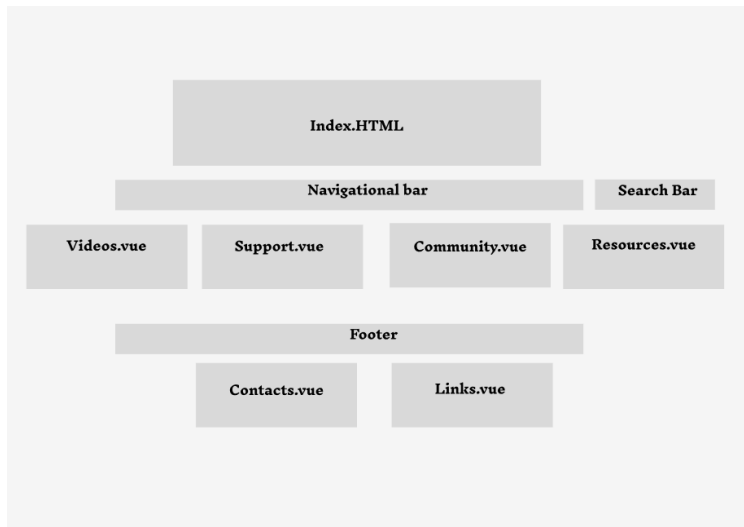 Index.HTML
Navigational bar
Search Bar
Videos.vue
Support.vue
Community.vue
Resources.vue
Footer
Contacts.vue
Links.vue